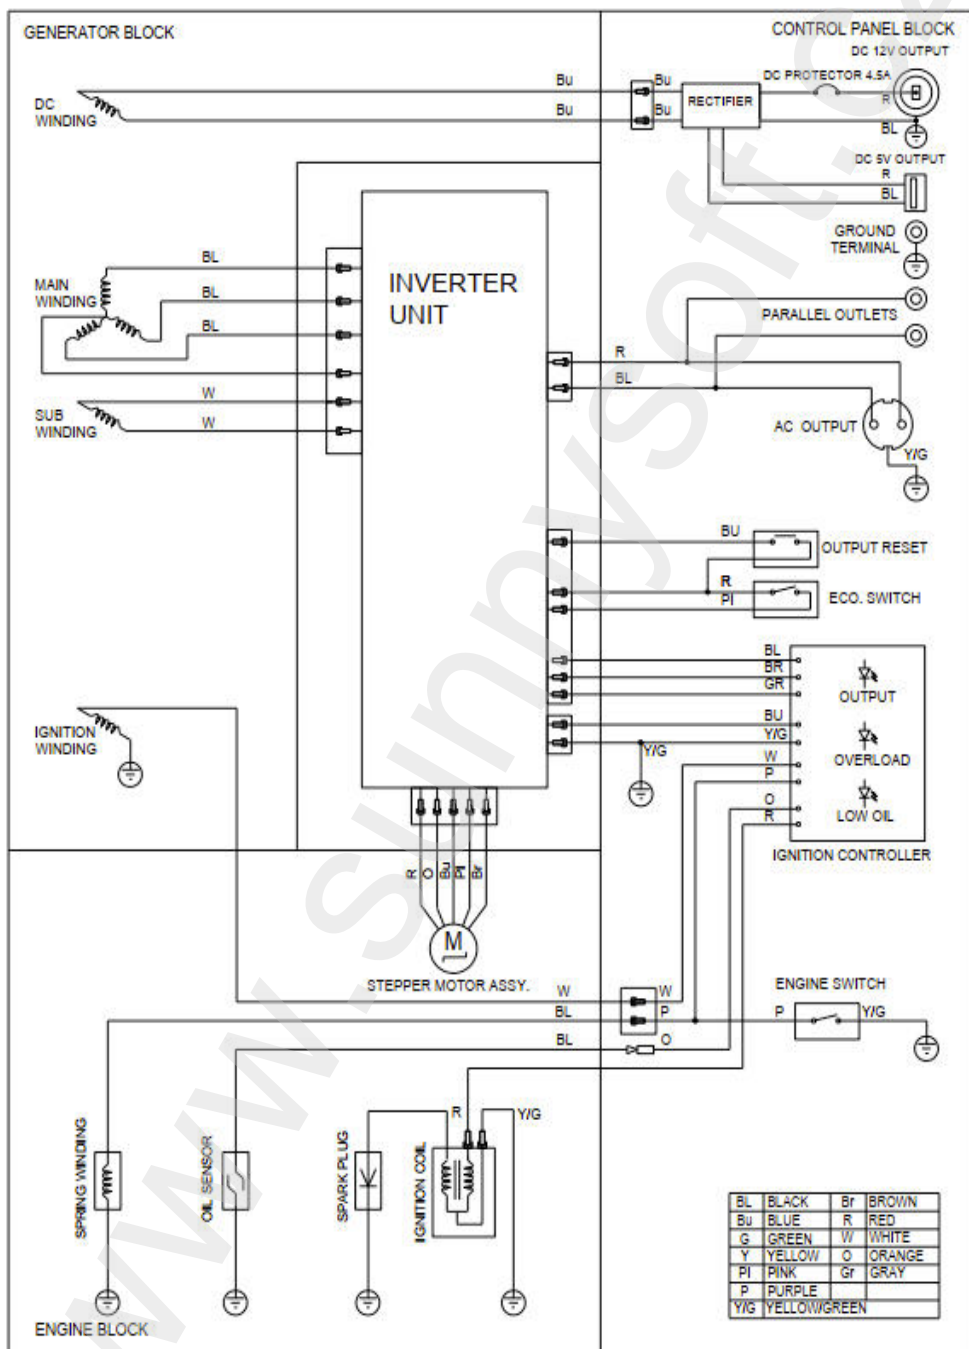 GENERATOR BLOCK
CONTROL PANEL BLOCK
DC 12V OUTPUT
DC PROTECTOR 4.5A
Bu
Bu
DC
WINDING
RECTIFIER
R
Bu
Bu
BL
DC 5V OUTPUT
R
BL
GROUND
TERMINAL
BL
MAIN
WINDING
BL
BL
INVERTER
UNIT
PARALLEL OUTLETS
R
BL
W
SUB
WINDING
W
AC OUTPUT
Y/G
BU
OUTPUT RESET
R
PI
ECO. SWITCH
BL
BR
GR
OUTPUT
BU
Y/G
Y/G
OVERLOAD
W
P
O
R
LOW OIL
IGNITION CONTROLLER
IGNITION
WINDING
R
O
Bu
PI
Br
M
STEPPER MOTOR ASSY.
W
W
BL
P
ENGINE SWITCH
P
Y/G
BL
O
R
Y/G
SPRING WINDING
OIL SENSOR
SPARK PLUG
IGNITION COIL
BL BLACK Br BROWN
Bu BLUE R RED
G GREEN W WHITE
Y YELLOW O ORANGE
PI PINK Gr GRAY
P PURPLE
Y/G YELLOW/GREEN
ENGINE BLOCK